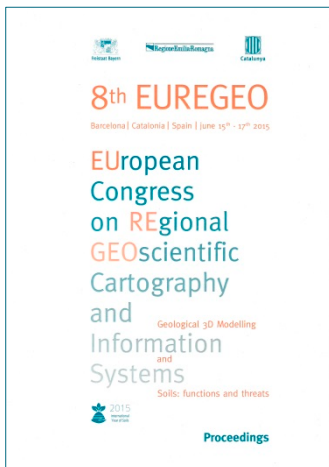 Freistaat Bayern
RegioneEmiliaRomagna
Catalunya
8th EUREGEO
Barcelona | Catalonia | Spain | june 15th - 17th 2015
EUropean
Congress
on REgional
GEOscientific
Cartography
and
Geological 3D Modelling
Information
and
Systems
Soils: functions and threats
2015
International
Year of Soils
Proceedings